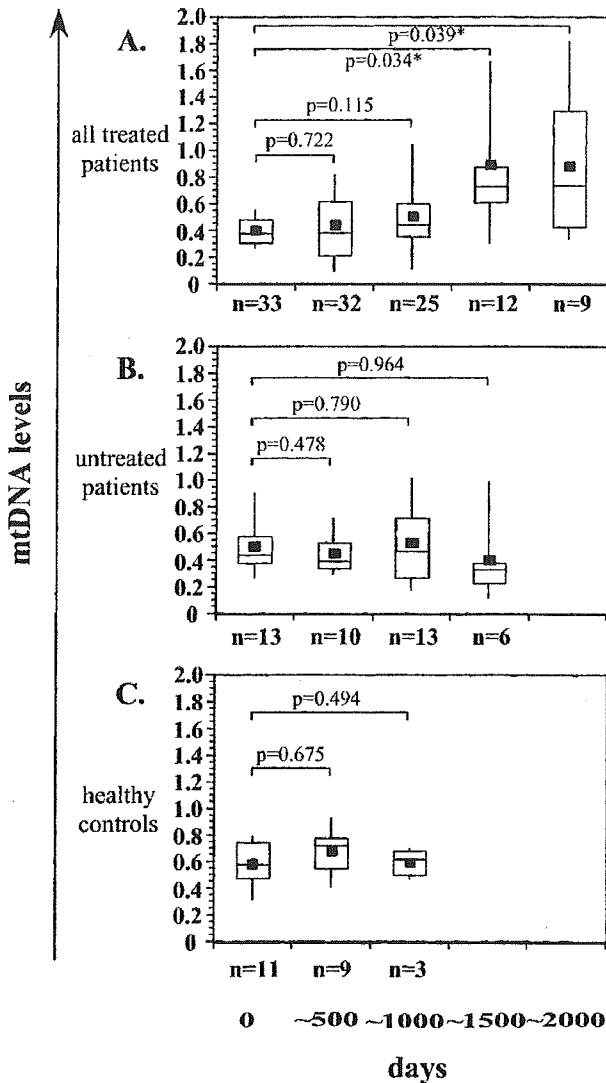 mtDNA levels
A.
all treated
patients
2.0
1.8
1.6
1.4
1.2
1.0
0.8
0.6
0.4
0.2
0
p=0.039*
p=0.034*
p=0.115
p=0.722
n=33 n=32 n=25 n=12 n=9
B.
untreated
patients
2.0
1.8
1.6
1.4
1.2
1.0
0.8
0.6
0.4
0.2
0
p=0.964
p=0.790
p=0.478
n=13 n=10 n=13 n=6
C.
healthy
controls
2.0
1.8
1.6
1.4
1.2
1.0
0.8
0.6
0.4
0.2
0
p=0.494
p=0.675
n=11 n=9 n=3
0 ~500 ~1000 ~1500 ~2000
days